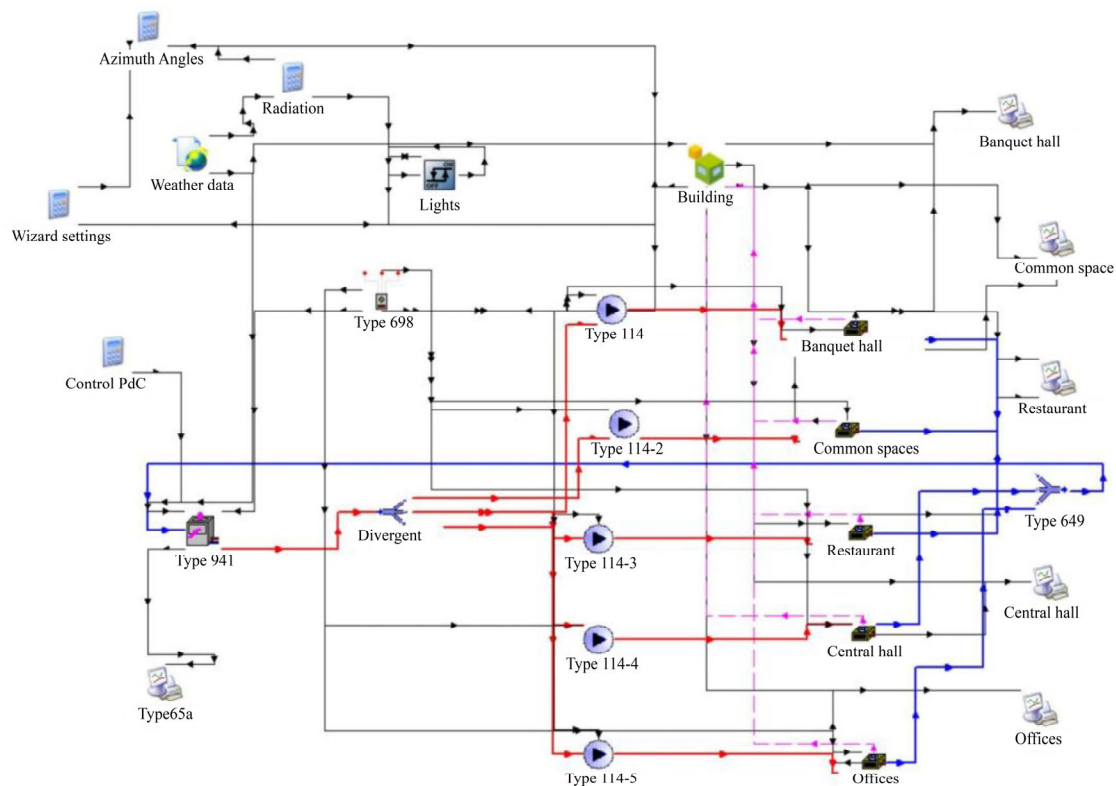 Azimuth Angles
Radiation
Banquet hall
Weather data
ON
OFF
Lights
Building
Wizard settings
Common space
Type 698
Type 114
Banquet hall
Control PdC
Restaurant
Type 114-2
Common spaces
Divergent
Type 649
Type 941
Type 114-3
Restaurant
Central hall
Type 114-4
Central hall
Type65a
Offices
Type 114-5
Offices